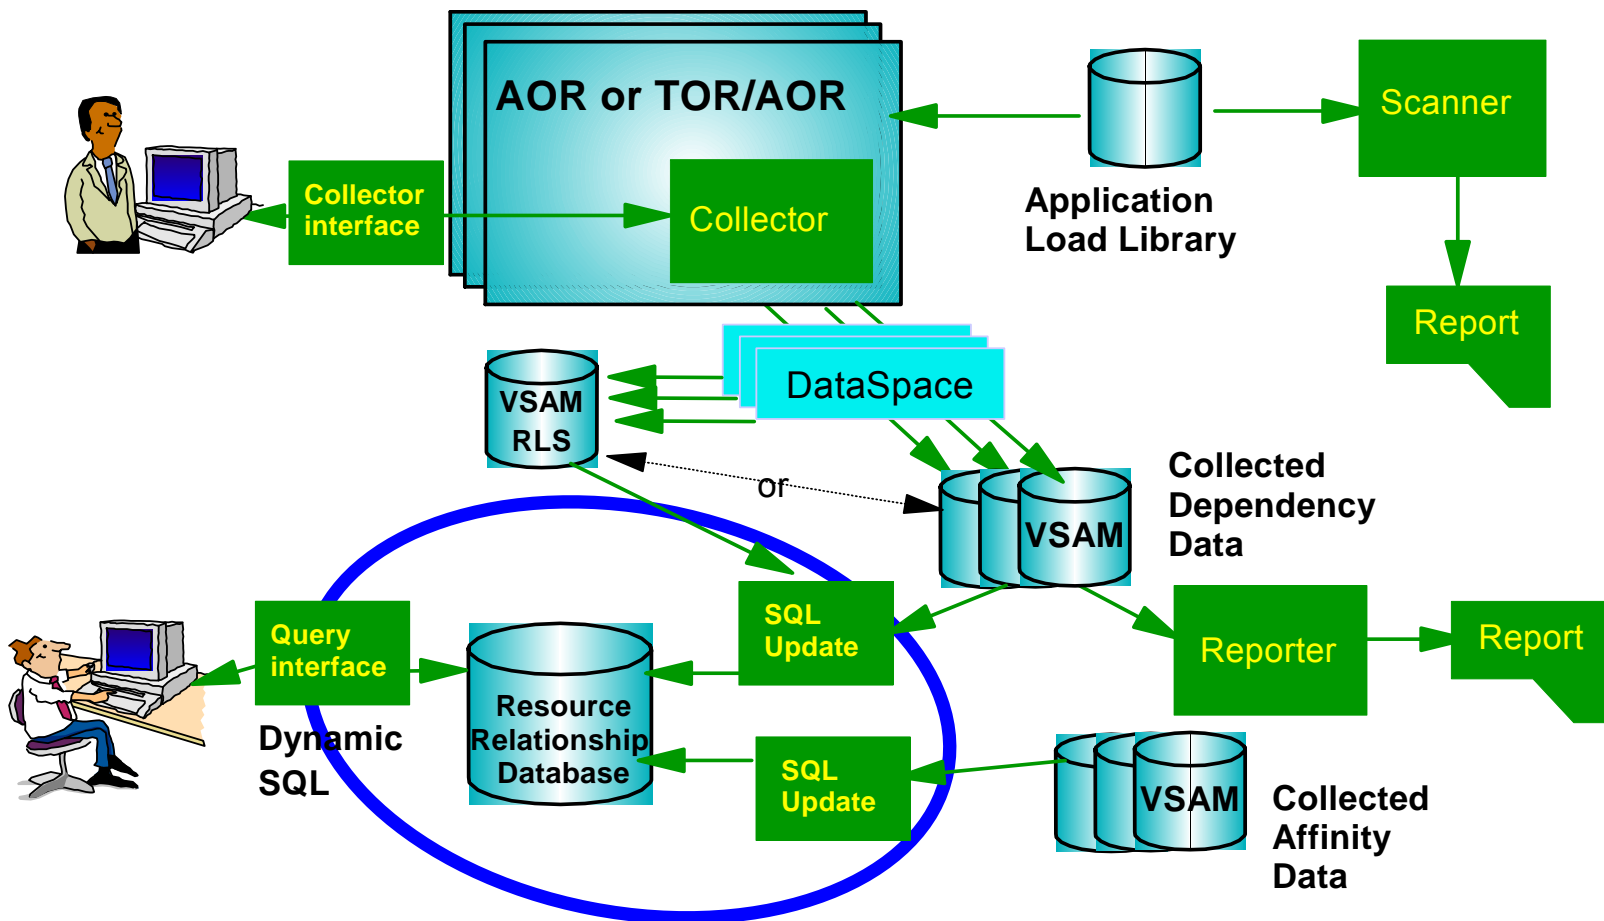 AOR or TOR/AOR
Scanner
Collector
interface
Collector
Application
Load Library
Report
DataSpace
VSAM
RLS
or
Collected
Dependency
Data
VSAM
SQL
Update
Query
interface
Reporter
Report
Resource
Relationship
Database
Dynamic
SQL
SQL
Update
VSAM
Collected
Affinity
Data